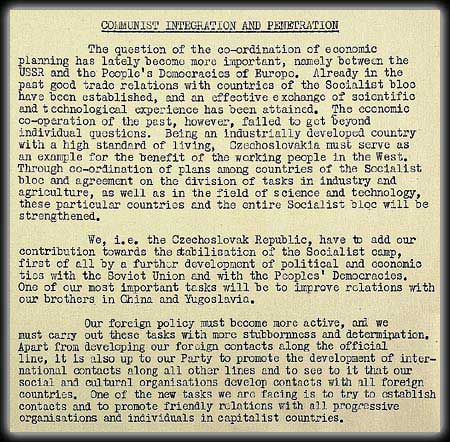 COMMUNIST INTEGRATION AND PENETRATION
The question of the co-ordination of economic
planning has lately become more important, namely between the
USSR and the People's Democracies of Europe. Already in the
past good trade relations with countries of the Socialist bloc
have been established, and an effective exchange of scientific
and technological experience has been attained. The economic
co-operation of the past, however, failed to get beyond
individual questions. Being an industrially developed country
with a high standard of living, Czechoslovakia must serve as
an example for the benefit of the working people in the West.
Through co-ordination of plans among countries of the Socialist
bloc and agreement on the division of tasks in industry and
agriculture, as well as in the field of science and technology,
these particular countries and the entire Socialist bloc will be
strengthened.
We, i.e. the Czechoslovak Republic, have to add our
contribution towards the stabilisation of the Socialist camp,
first of all by a further development of political and economic
ties with the Soviet Union and with the Peoples' Democracies.
One of our most important tasks will be to improve relations with
our brothers in China and Yugoslavia.
Our foreign policy must become more active, and we
must carry out these tasks with more stubbornness and determination.
Apart from developing our foreign contacts along the official
line, it is also up to our Party to promote the development of inter-
national contacts along all other lines and to see to it that our
social and cultural organisations develop contacts with all foreign
countries. One of the new tasks we are facing is to try to establish
contacts and to promote friendly relations with all progressive
organisations and individuals in capitalist countries.